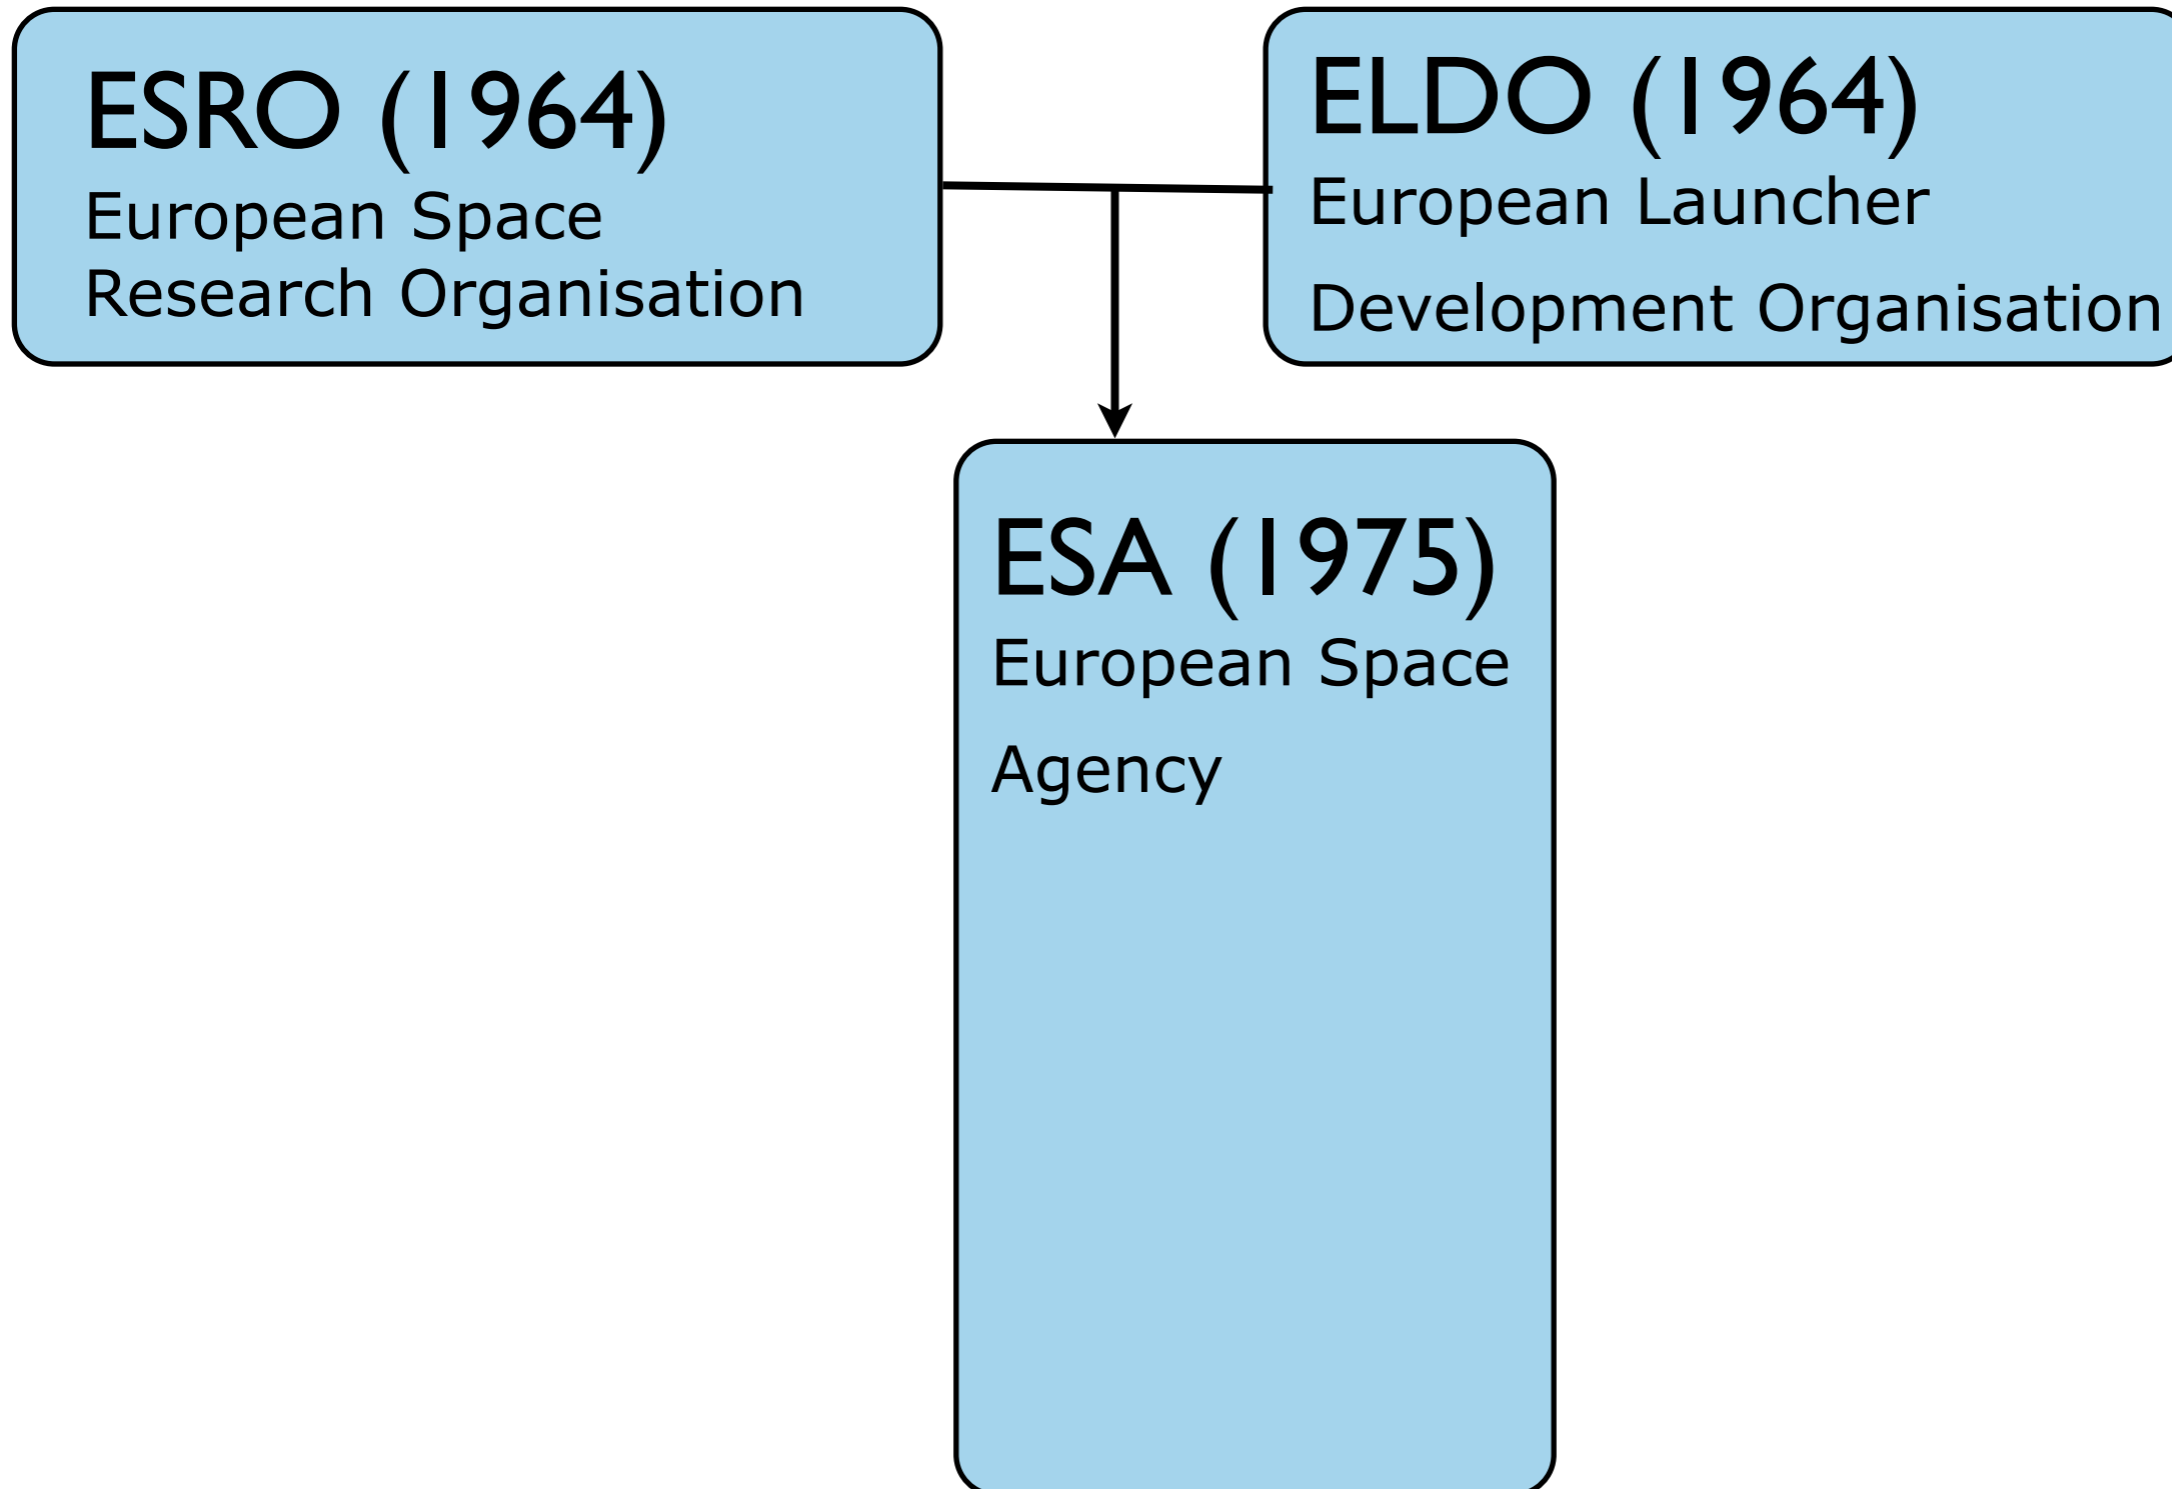 ESRO (1964)
European Space
Research Organisation
ELDO (1964)
European Launcher
Development Organisation
ESA (1975)
European Space
Agency